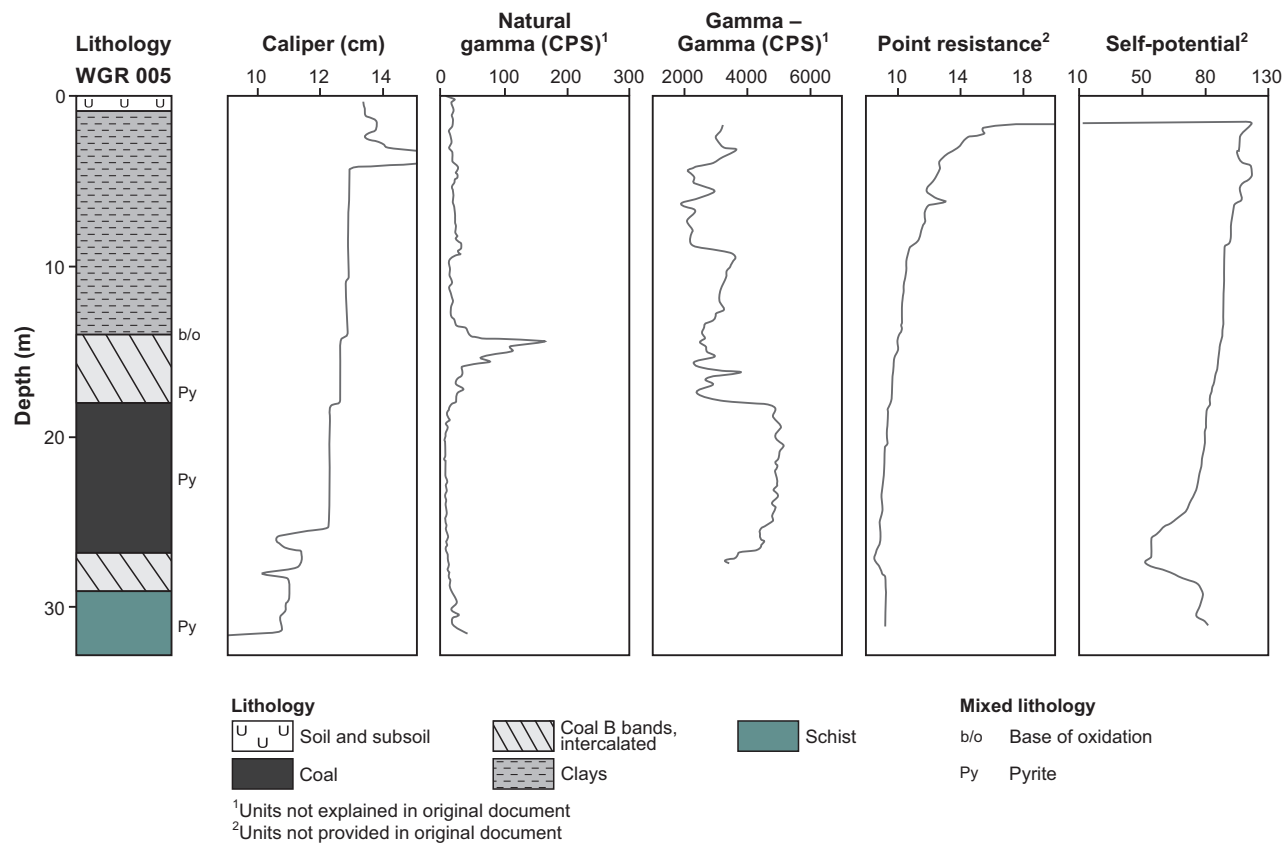 Lithology
WGR 005
Caliper (cm)
Natural
gamma (CPS)¹
Gamma –
Gamma (CPS)¹
Point resistance²
Self-potential²
10 12 14
0 100 200 300
2000 4000 6000
10 14 18
10 50 80 130
Depth (m)
0
10
20
30
U U U
b/o
Py
Py
Py
Lithology
U U U
Soil and subsoil
Coal
Coal B bands,
intercalated
Clays
Schist
Mixed lithology
b/o Base of oxidation
Py Pyrite
¹Units not explained in original document
²Units not provided in original document